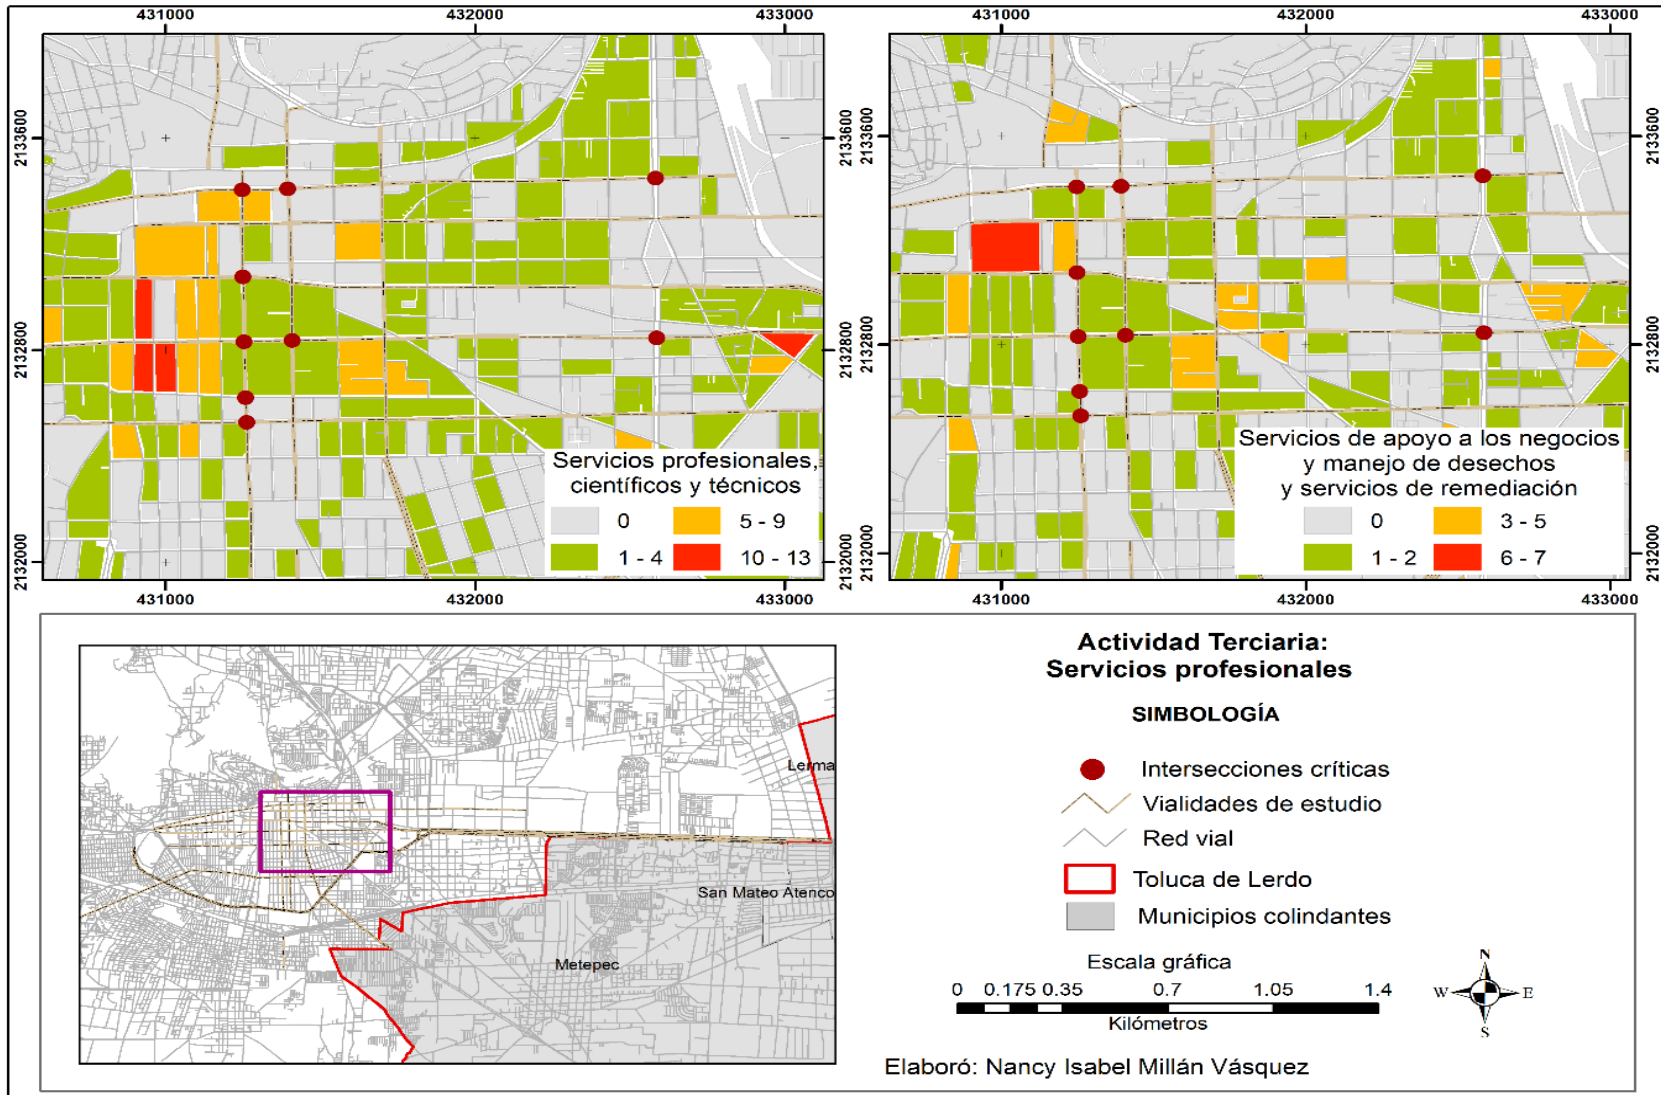 431000 432000 433000 431000 432000 433000
2133600 2133600 2133600 2133600
2132800 2132800 2132800 2132800
2132000 2132000 2132000 2132000
Servicios profesionales,
científicos y técnicos
0 5 - 9
1 - 4 10 - 13
Servicios de apoyo a los negocios
y manejo de desechos
y servicios de remediación
0 3 - 5
1 - 2 6 - 7
431000 432000 433000 431000 432000 433000
Lerma
San Mateo Atenco
Metepec
Actividad Terciaria:
Servicios profesionales
SIMBOLOGÍA
Intersecciones críticas
Vialidades de estudio
Red vial
Toluca de Lerdo
Municipios colindantes
Escala gráfica
0 0.175 0.35 0.7 1.05 1.4
Kilómetros
N
W E
S
Elaboró: Nancy Isabel Millán Vásquez